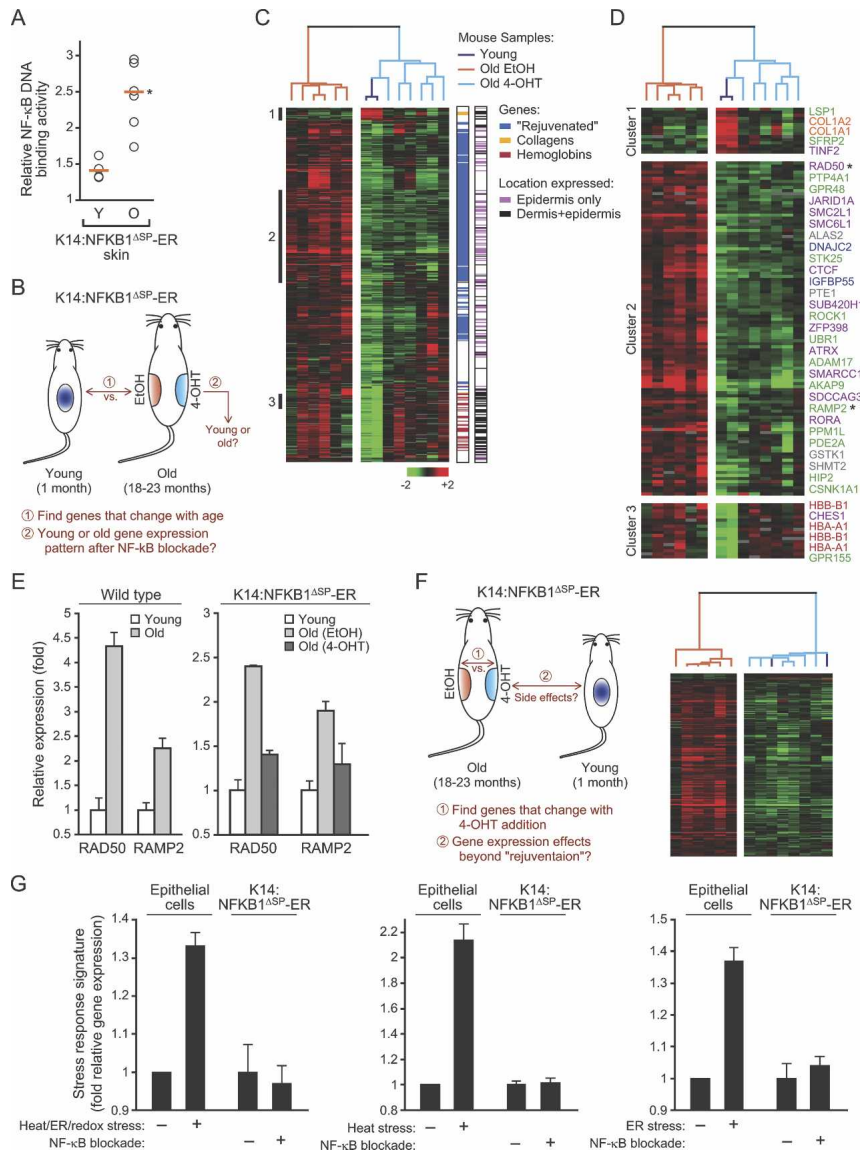 A
Relative NF-κB DNA
binding activity
3
2.5
2
1.5
1
*
Y O
K14:NFKB1ΔSP-ER
skin
B
K14:NFKB1ΔSP-ER
① vs.
EtOH
4-OHT
②
Young or
old?
Young
(1 month)
Old
(18-23 months)
① Find genes that change with age
② Young or old gene expression
pattern after NF-kB blockade?
C
Mouse Samples:
Young
Old EtOH
Old 4-OHT
Genes:
"Rejuvenated"
Collagens
Hemoglobins
Location expressed:
Epidermis only
Dermis+epidermis
1
2
3
-2 +2
D
Cluster 1
LSP1
COL1A2
COL1A1
SFRP2
TINF2
Cluster 2
RAD50 *
PTP4A1
GPR48
JARID1A
SMC2L1
SMC6L1
ALAS2
DNAJC2
STK25
CTCF
IGFBP55
PTE1
SUB420H1
ROCK1
ZFP398
UBR1
ATRX
ADAM17
SMARCC1
AKAP9
SDCCAG3
RAMP2 *
RORA
PPM1L
PDE2A
GSTK1
SHMT2
HIP2
CSNK1A1
Cluster 3
HBB-B1
CHES1
HBA-A1
HBB-B1
HBA-A1
GPR155
E
Wild type
Young
Old
Relative expression (fold)
5
4.5
4
3.5
3
2.5
2
1.5
1
0.5
RAD50 RAMP2
K14:NFKB1ΔSP-ER
Young
Old (EtOH)
Old (4-OHT)
3
2.5
2
1.5
1
0.5
RAD50 RAMP2
F
K14:NFKB1ΔSP-ER
① vs.
EtOH
4-OHT
②
Side effects?
Old
(18-23 months)
Young
(1 month)
① Find genes that change with
4-OHT addition
② Gene expression effects
beyond "rejuventaion"?
G
Stress response signature
(fold relative gene expression)
Epithelial
cells
K14:
NFKB1ΔSP-ER
1.4
1.3
1.2
1.1
1
0.9
Heat/ER/redox stress: − +
NF-κB blockade: − +
Epithelial
cells
K14:
NFKB1ΔSP-ER
2.2
2.0
1.8
1.6
1.4
1.2
1
0.8
Heat stress: − +
NF-κB blockade: − +
Epithelial
cells
K14:
NFKB1ΔSP-ER
1.5
1.4
1.3
1.2
1.1
1.0
0.9
ER stress: − +
NF-κB blockade: − +